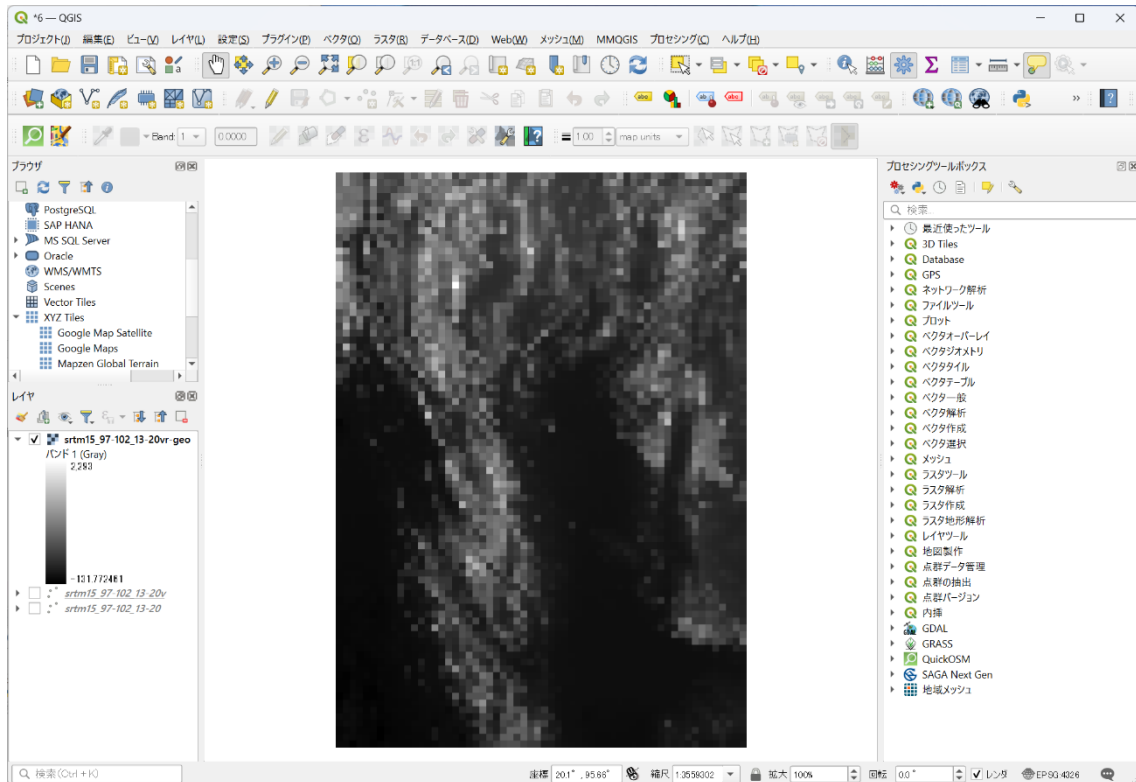 *6 — QGIS
プロジェクト(J) 編集(E) ビュー(V) レイヤ(L) 設定(S) プラグイン(P) ベクタ(O) ラスタ(R) データベース(D) Web(W) メッシュ(M) MMQGIS プロセシング(C) ヘルプ(H)
Band: 1 0.0000 1.00 map units
ブラウザ
PostgreSQL
SAP HANA
MS SQL Server
Oracle
WMS/WMTS
Scenes
Vector Tiles
XYZ Tiles
Google Map Satellite
Google Maps
Mapzen Global Terrain
レイヤ
srtm15_97-102_13-20vr-geo
バンド 1 (Gray)
2,293
-131.772461
srtm15_97-102_13-20v
srtm15_97-102_13-20
プロセシングツールボックス
検索…
最近使ったツール
3D Tiles
Database
GPS
ネットワーク解析
ファイルツール
プロット
ベクタオーバーレイ
ベクタジオメトリ
ベクタタイル
ベクタテーブル
ベクタ一般
ベクタ解析
ベクタ作成
ベクタ選択
メッシュ
ラスタツール
ラスタ解析
ラスタ作成
ラスタ地形解析
レイヤツール
地図製作
点群データ管理
点群の抽出
点群バージョン
内挿
GDAL
GRASS
QuickOSM
SAGA Next Gen
地域メッシュ
検索(Ctrl+K) 座標 20.1° , 95.66° 縮尺 1:3559302 拡大 100% 回転 0.0° レンダ EPSG:4326